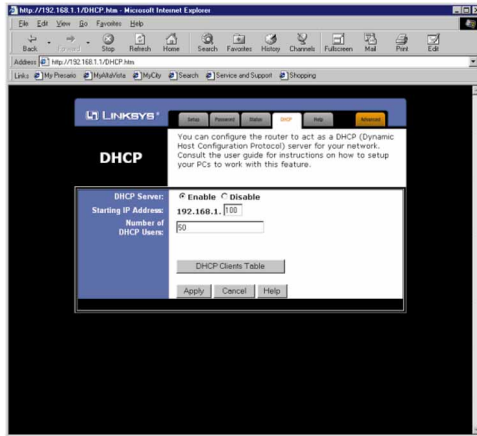 http://192.168.1.1/DHCP.htm - Microsoft Internet Explorer
File Edit View Go Favorites Help
Back Forward Stop Refresh Home Search Favorites History Channels Fullscreen Mail Print Edit
Address http://192.168.1.1/DHCP.htm
Links My Presario MyAltaVista MyCity Search Service and Support Shopping
LINKSYS®
Setup Password Status DHCP Help Advanced
DHCP
You can configure the router to act as a DHCP (Dynamic
Host Configuration Protocol) server for your network.
Consult the user guide for instructions on how to setup
your PCs to work with this feature.
DHCP Server: Enable Disable
Starting IP Address: 192.168.1. 100
Number of
DHCP Users: 50
DHCP Clients Table
Apply Cancel Help